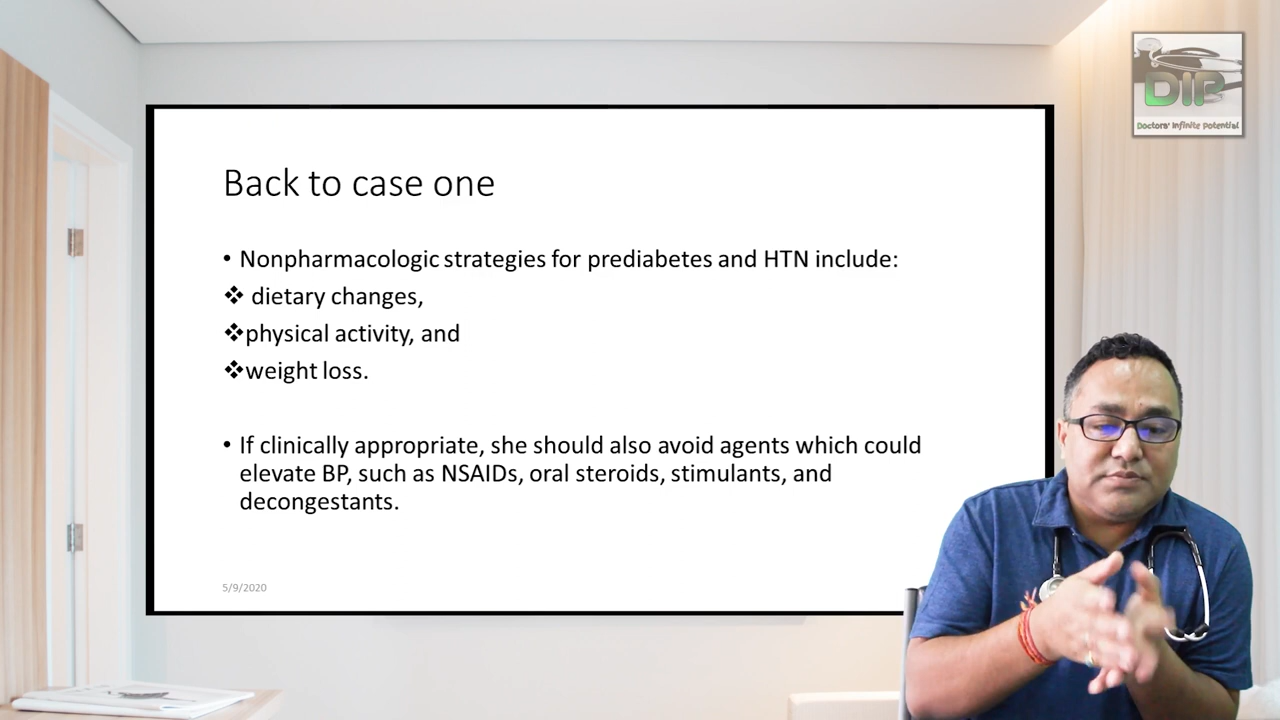 DIP
Doctors' Infinite Potential
Back to case one
• Nonpharmacologic strategies for prediabetes and HTN include:
❖ dietary changes,
❖physical activity, and
❖weight loss.
• If clinically appropriate, she should also avoid agents which could
elevate BP, such as NSAIDs, oral steroids, stimulants, and
decongestants.
5/9/2020